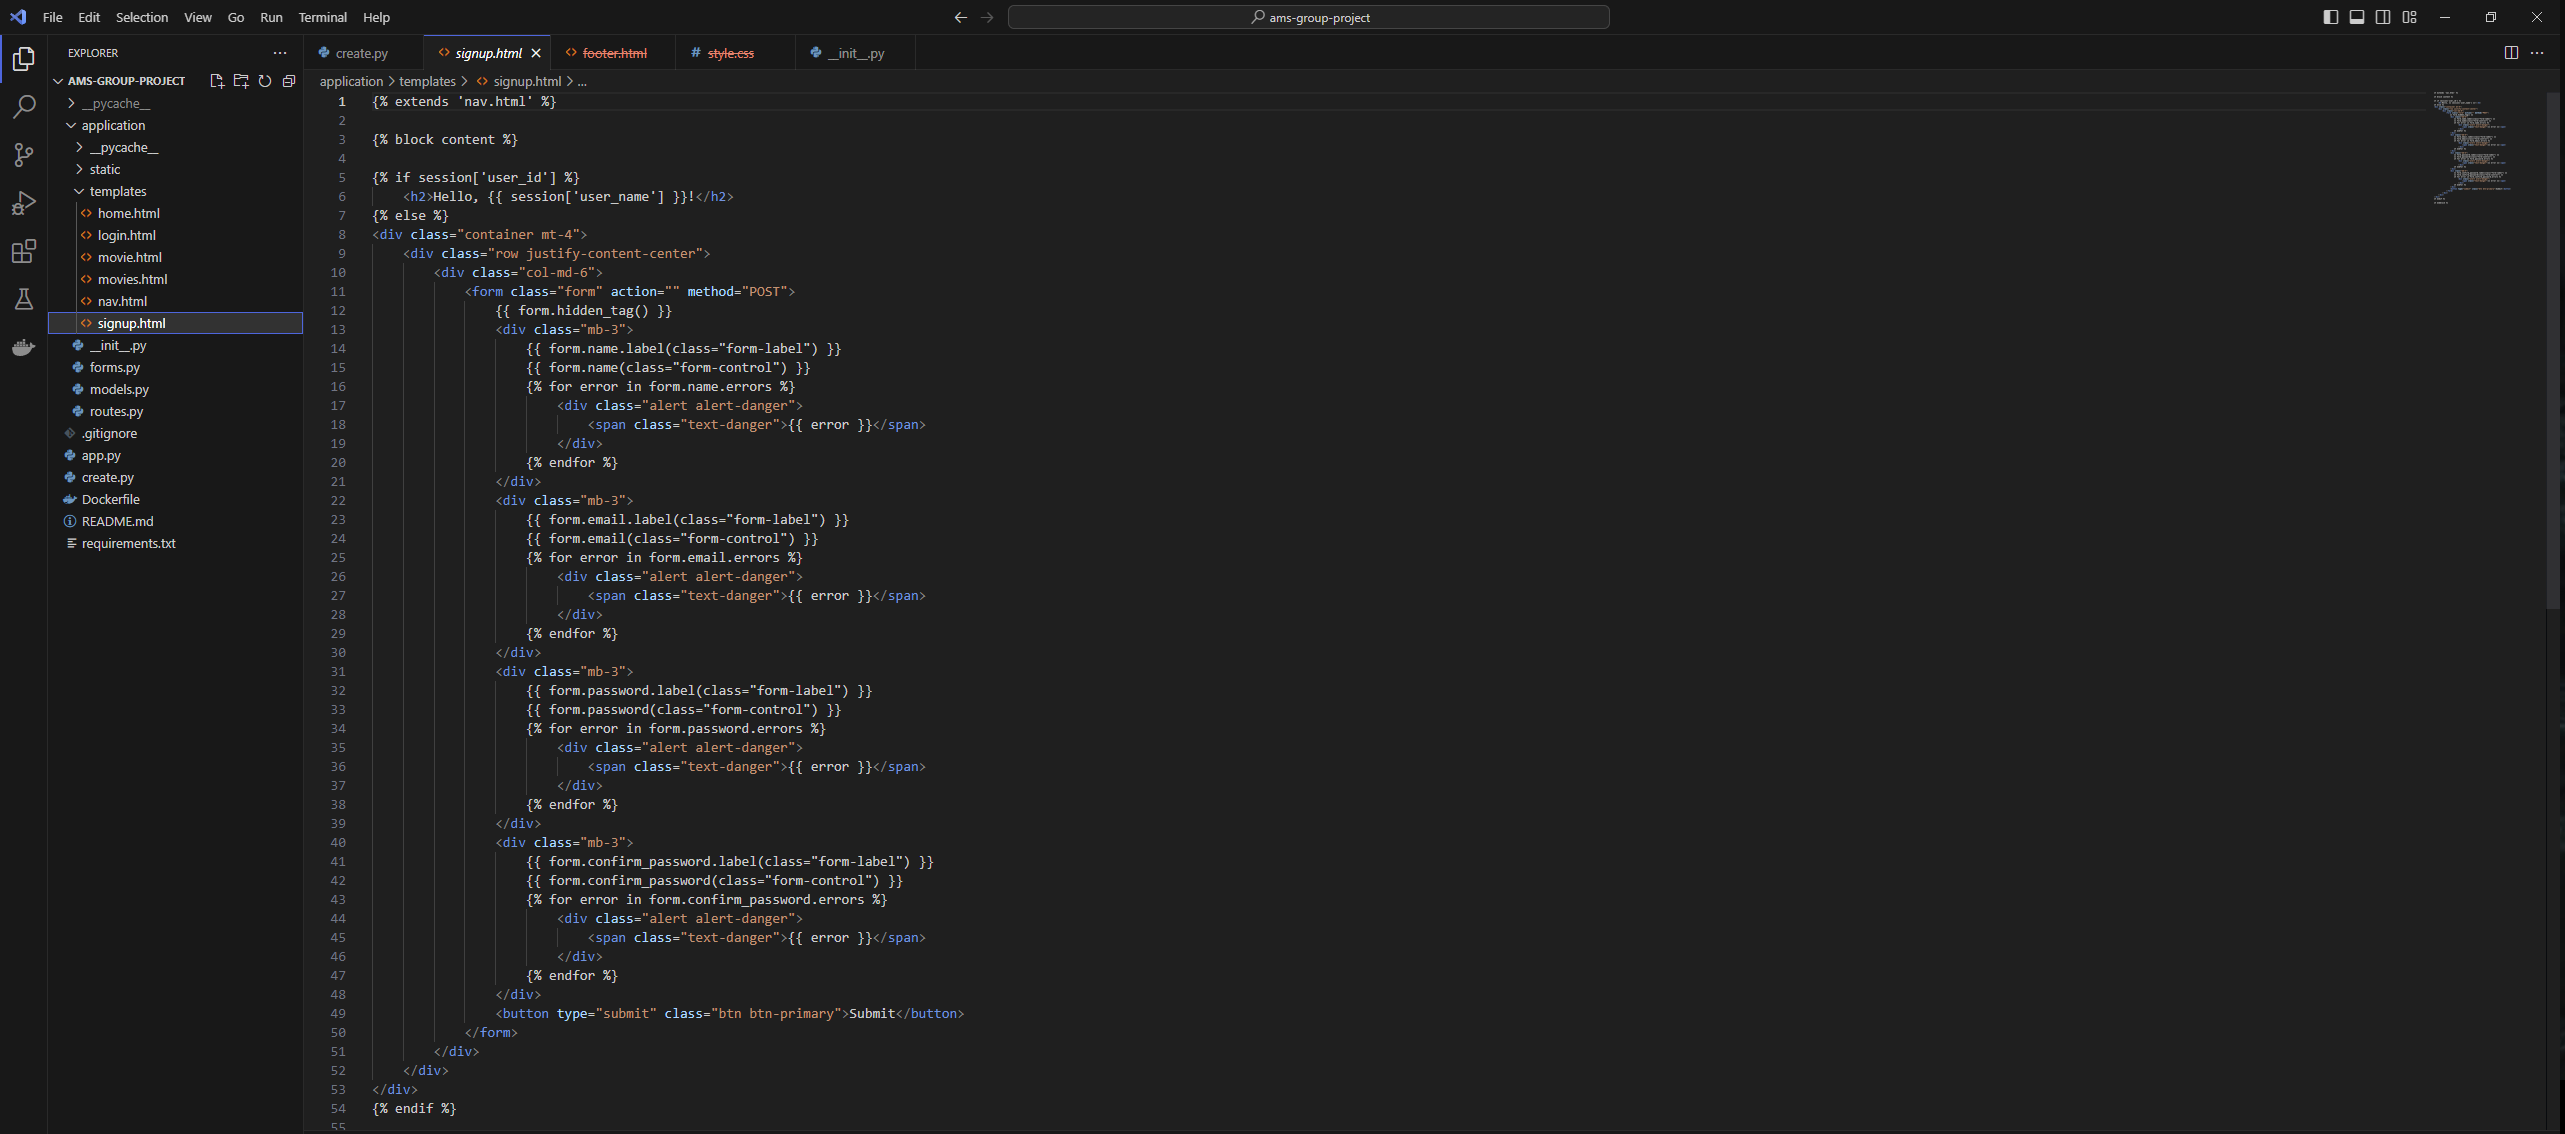 File Edit Selection View Go Run Terminal Help
ams-group-project
EXPLORER
AMS-GROUP-PROJECT
__pycache__
application
__pycache__
static
templates
home.html
login.html
movie.html
movies.html
nav.html
signup.html
__init__.py
forms.py
models.py
routes.py
.gitignore
app.py
create.py
Dockerfile
README.md
requirements.txt
create.py signup.html footer.html # style.css __init__.py
application > templates > signup.html > ...
1 {% extends 'nav.html' %}
2
3 {% block content %}
4
5 {% if session['user_id'] %}
6 <h2>Hello, {{ session['user_name'] }}!</h2>
7 {% else %}
8 <div class="container mt-4">
9 <div class="row justify-content-center">
10 <div class="col-md-6">
11 <form class="form" action="" method="POST">
12 {{ form.hidden_tag() }}
13 <div class="mb-3">
14 {{ form.name.label(class="form-label") }}
15 {{ form.name(class="form-control") }}
16 {% for error in form.name.errors %}
17 <div class="alert alert-danger">
18 <span class="text-danger">{{ error }}</span>
19 </div>
20 {% endfor %}
21 </div>
22 <div class="mb-3">
23 {{ form.email.label(class="form-label") }}
24 {{ form.email(class="form-control") }}
25 {% for error in form.email.errors %}
26 <div class="alert alert-danger">
27 <span class="text-danger">{{ error }}</span>
28 </div>
29 {% endfor %}
30 </div>
31 <div class="mb-3">
32 {{ form.password.label(class="form-label") }}
33 {{ form.password(class="form-control") }}
34 {% for error in form.password.errors %}
35 <div class="alert alert-danger">
36 <span class="text-danger">{{ error }}</span>
37 </div>
38 {% endfor %}
39 </div>
40 <div class="mb-3">
41 {{ form.confirm_password.label(class="form-label") }}
42 {{ form.confirm_password(class="form-control") }}
43 {% for error in form.confirm_password.errors %}
44 <div class="alert alert-danger">
45 <span class="text-danger">{{ error }}</span>
46 </div>
47 {% endfor %}
48 </div>
49 <button type="submit" class="btn btn-primary">Submit</button>
50 </form>
51 </div>
52 </div>
53 </div>
54 {% endif %}
55